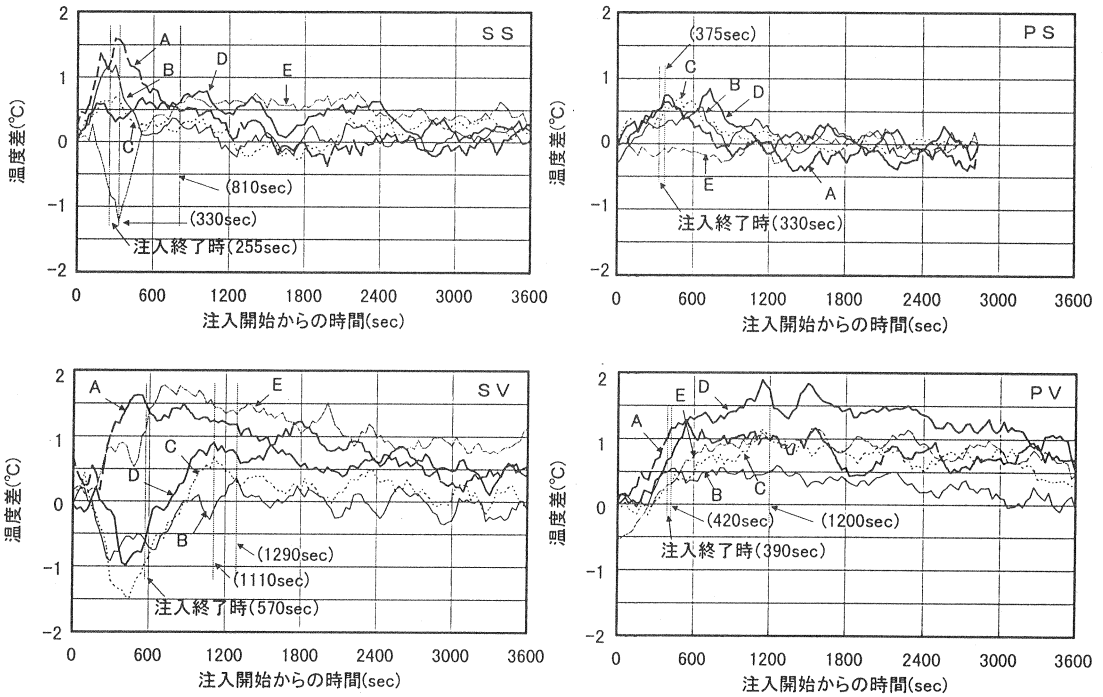 2
1
0
-1
-2
温度差(℃)
SS
A
B
C
D
E
(810sec)
(330sec)
注入終了時(255sec)
0 600 1200 1800 2400 3000 3600
注入開始からの時間(sec)
2
1
0
-1
-2
温度差(℃)
PS
(375sec)
C
B
D
E
A
注入終了時(330sec)
0 600 1200 1800 2400 3000 3600
注入開始からの時間(sec)
2
1
0
-1
-2
温度差(℃)
SV
A
E
C
D
B
(1290sec)
(1110sec)
注入終了時(570sec)
0 600 1200 1800 2400 3000 3600
注入開始からの時間(sec)
2
1
0
-1
-2
温度差(℃)
PV
D
E
A
B
C
(420sec)
(1200sec)
注入終了時(390sec)
0 600 1200 1800 2400 3000 3600
注入開始からの時間(sec)